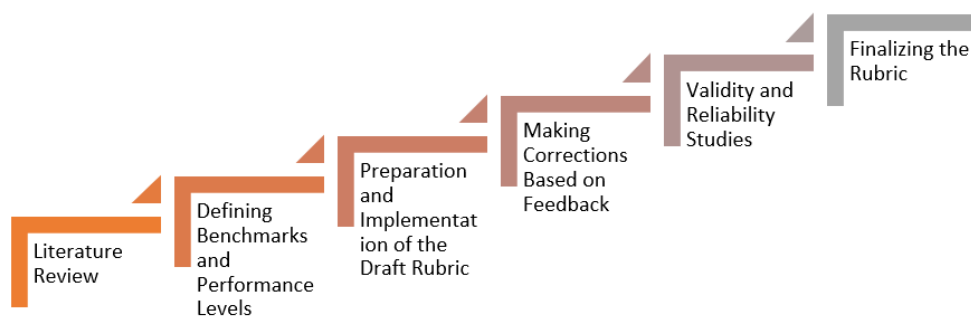 Literature
Review
Defining
Benchmarks
and
Performance
Levels
Preparation
and
Implementat
ion of the
Draft Rubric
Making
Corrections
Based on
Feedback
Validity and
Reliability
Studies
Finalizing the
Rubric